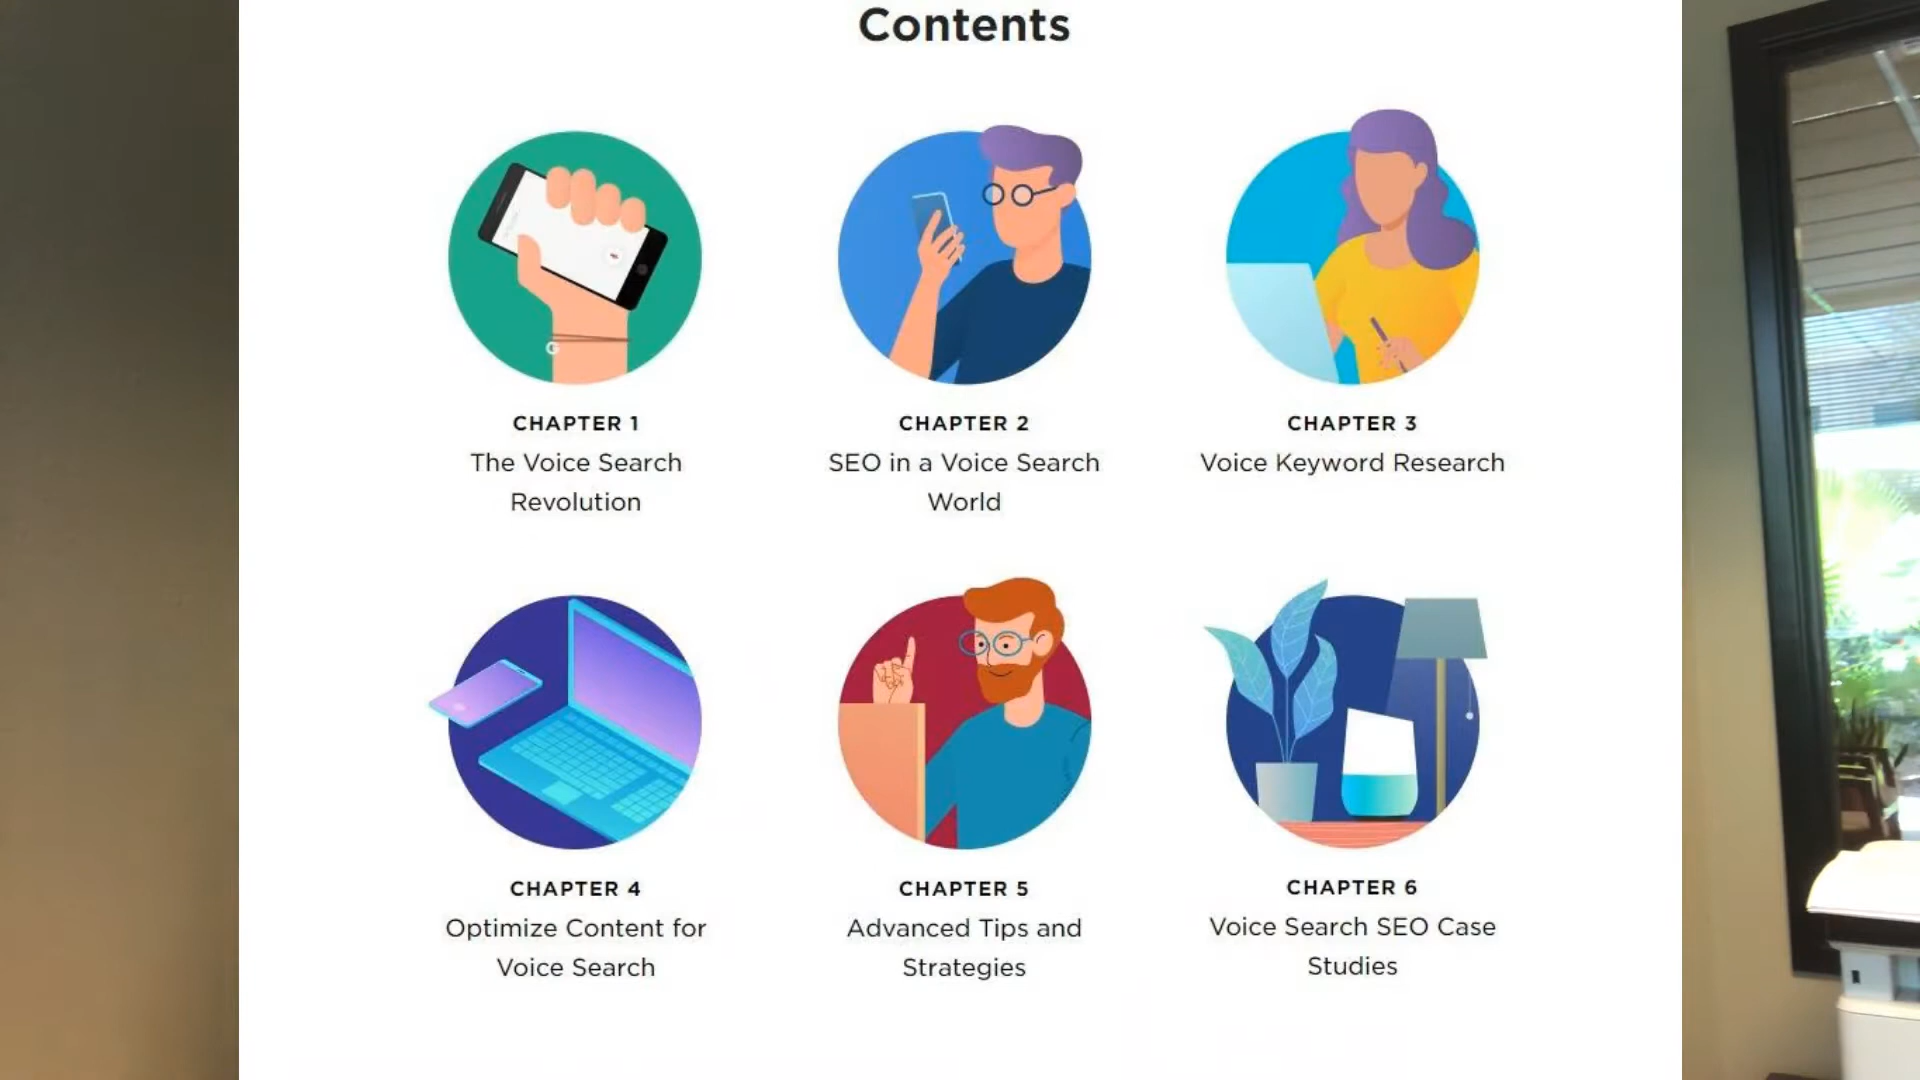 Contents
CHAPTER 1
The Voice Search
Revolution
CHAPTER 2
SEO in a Voice Search
World
CHAPTER 3
Voice Keyword Research
CHAPTER 4
Optimize Content for
Voice Search
CHAPTER 5
Advanced Tips and
Strategies
CHAPTER 6
Voice Search SEO Case
Studies